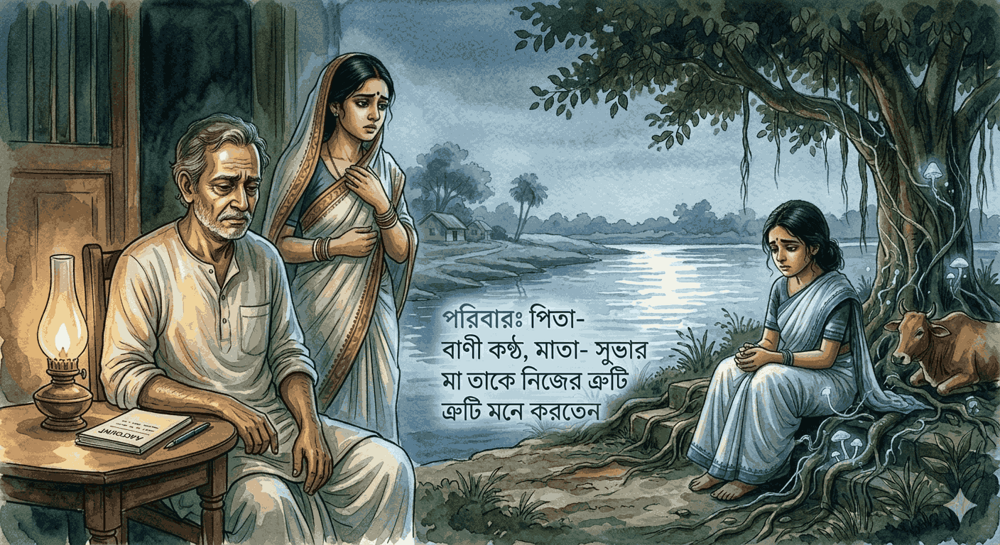 পরিবারঃ পিতা-
বাণী কণ্ঠ, মাতা- সুভার
মা তাকে নিজের ত্রুটি
ত্রুটি মনে করতেন